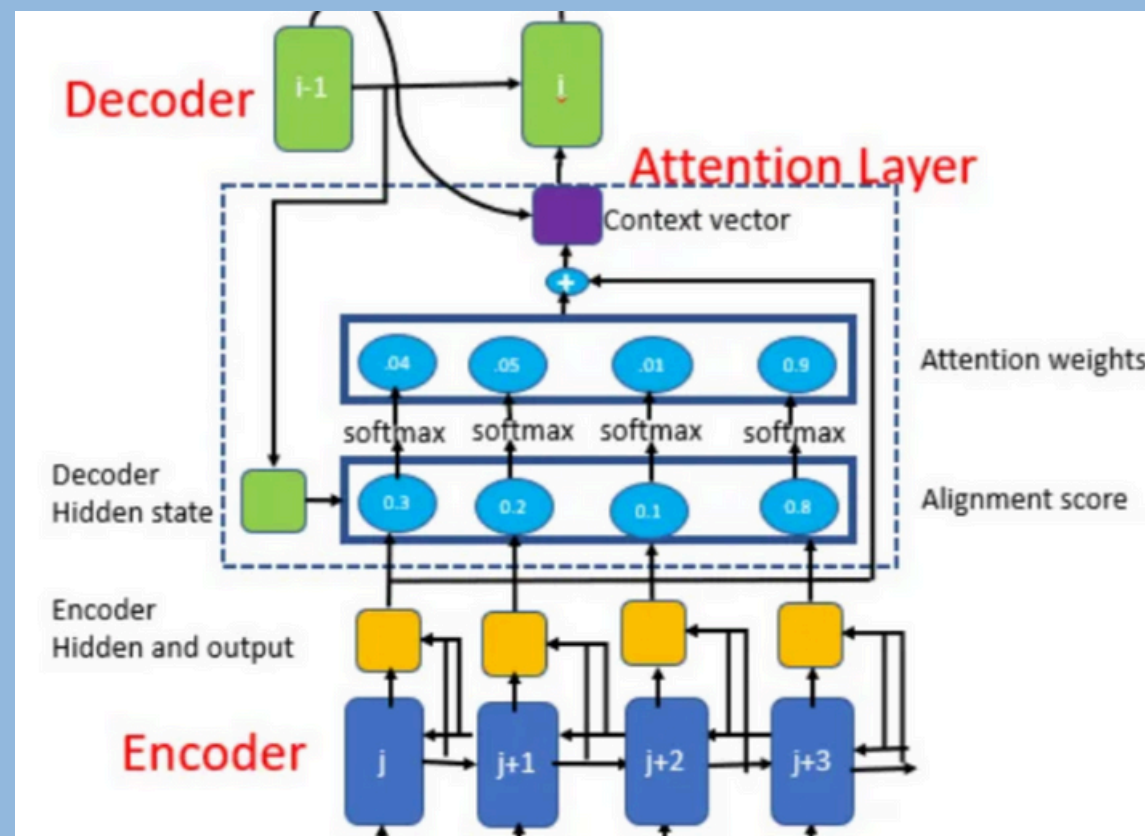 i-1
i
Decoder
Attention Layer
Context vector
+
.04
.05
.01
0.9
Attention weights
softmax softmax softmax softmax
Decoder
Hidden state
0.3
0.2
0.1
0.8
Alignment score
Encoder
Hidden and output
Encoder
j
j+1
j+2
j+3